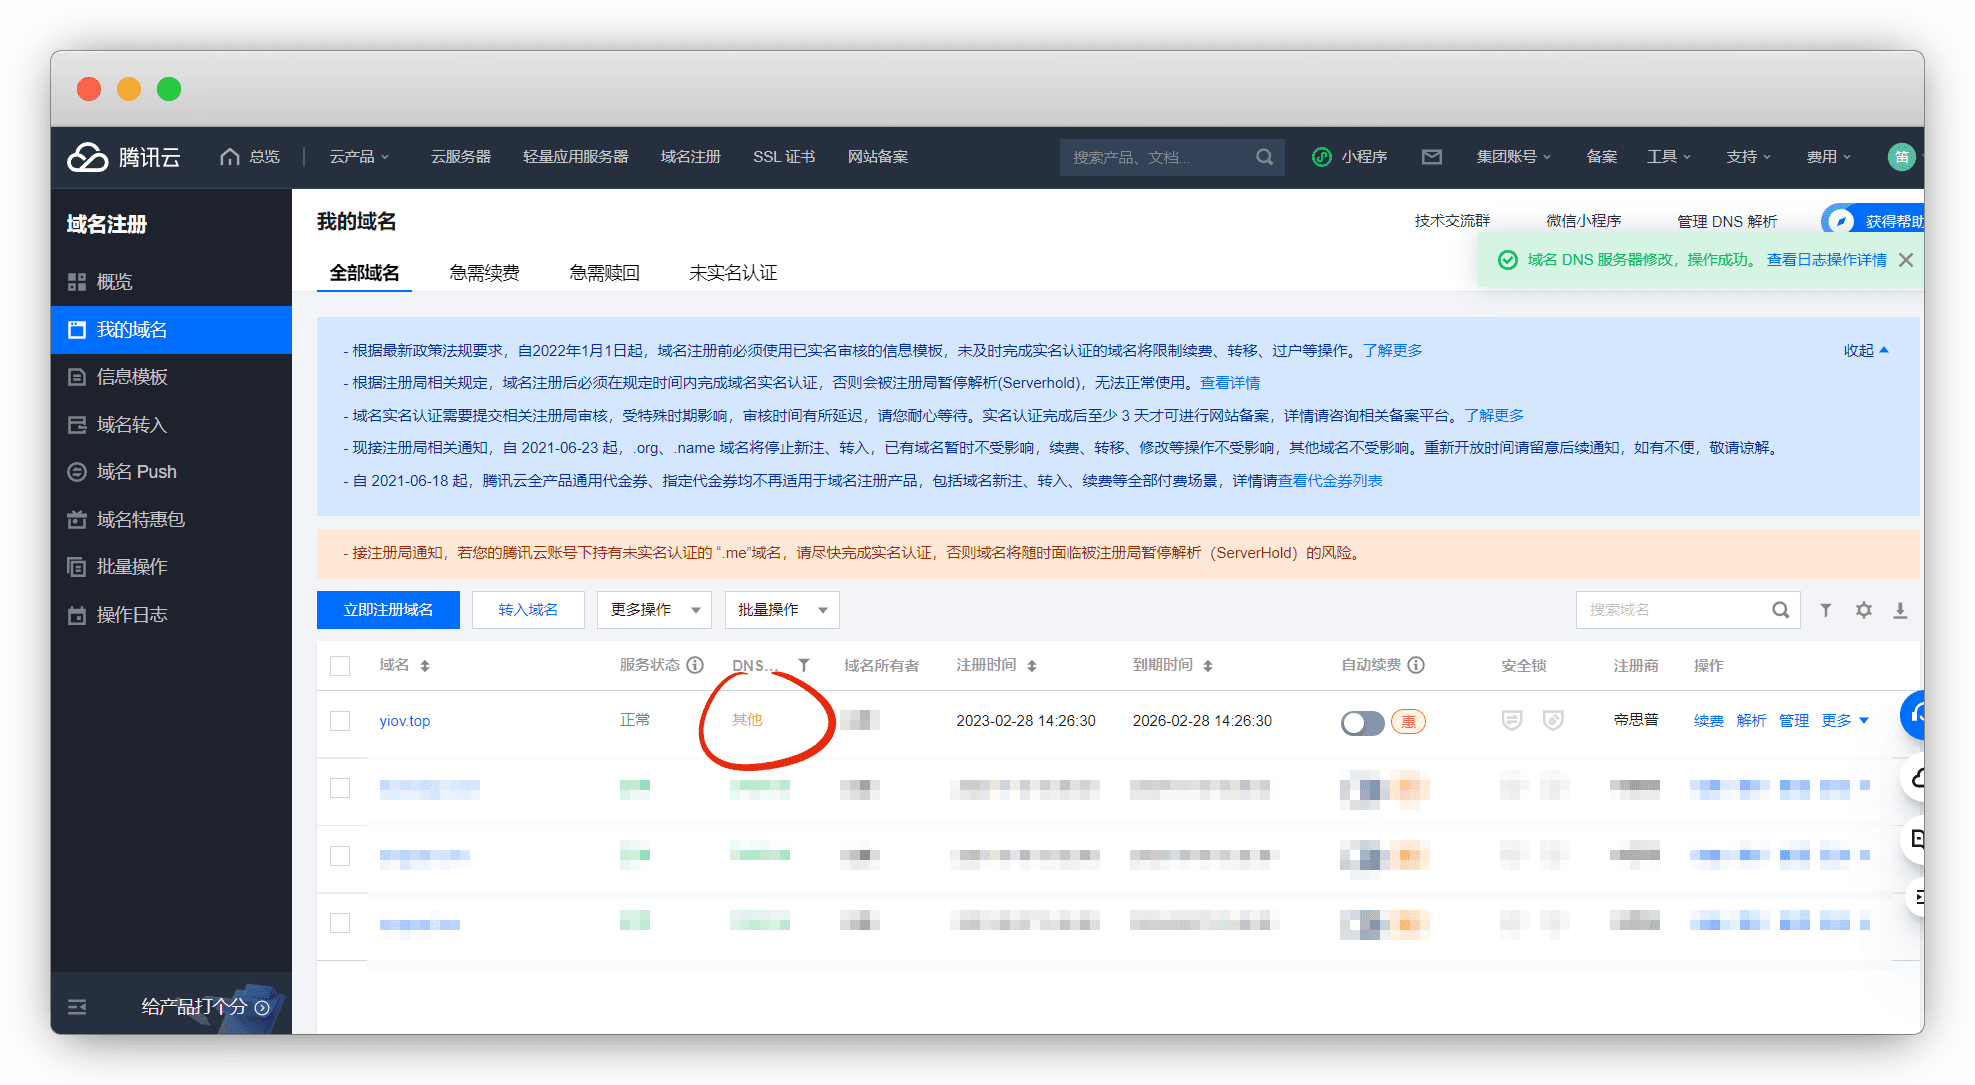 腾讯云 总览 云产品 云服务器 轻量应用服务器 域名注册 SSL 证书 网站备案 搜索产品、文档... 小程序 集团账号 备案 工具 支持 费用 笛
域名注册
概览
我的域名
信息模板
域名转入
域名 Push
域名特惠包
批量操作
操作日志
给产品打个分
我的域名 技术交流群 微信小程序 管理 DNS 解析 获得帮助
域名 DNS 服务器修改，操作成功。 查看日志操作详情
全部域名 急需续费 急需赎回 未实名认证
- 根据最新政策法规要求，自2022年1月1日起，域名注册前必须使用已实名审核的信息模板，未及时完成实名认证的域名将限制续费、转移、过户等操作。了解更多 收起
- 根据注册局相关规定，域名注册后必须在规定时间内完成域名实名认证，否则会被注册局暂停解析(Serverhold)，无法正常使用。查看详情
- 域名实名认证需要提交相关注册局审核，受特殊时期影响，审核时间有所延迟，请您耐心等待。实名认证完成后至少 3 天才可进行网站备案，详情请咨询相关备案平台。了解更多
- 现接注册局相关通知，自 2021-06-23 起，.org、.name 域名将停止新注、转入，已有域名暂时不受影响，续费、转移、修改等操作不受影响，其他域名不受影响。重新开放时间请留意后续通知，如有不便，敬请谅解。
- 自 2021-06-18 起，腾讯云全产品通用代金券、指定代金券均不再适用于域名注册产品，包括域名新注、转入、续费等全部付费场景，详情请查看代金券列表
- 接注册局通知，若您的腾讯云账号下持有未实名认证的 “.me”域名，请尽快完成实名认证，否则域名将随时面临被注册局暂停解析（ServerHold）的风险。
立即注册域名 转入域名 更多操作 批量操作 搜索域名
域名 服务状态 DNS... 域名所有者 注册时间 到期时间 自动续费 安全锁 注册商 操作
yiov.top 正常 其他 2023-02-28 14:26:30 2026-02-28 14:26:30 惠 帝思普 续费 解析 管理 更多